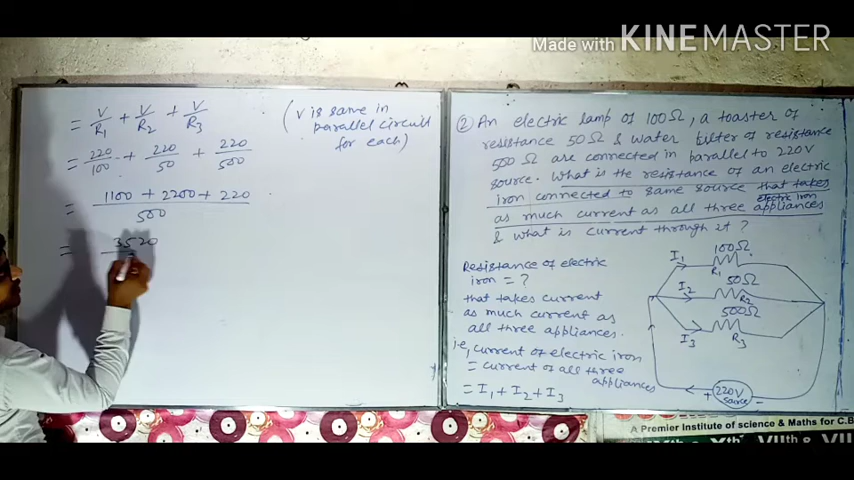 Made with KINEMASTER
= V/R1 + V/R2 + V/R3
(V is same in
parallel circuit
for each)
= 220/100 + 220/50 + 220/500
= 1100 + 2200 + 220 / 500
= 3520
② An electric lamp of 100Ω, a toaster of
resistance 50Ω & water filter of resistance
500Ω are connected in parallel to 220V
source. What is the resistance of an electric
iron connected to same source that takes
as much current as all three appliances
electric iron
& what is current through it?
Resistance of electric
iron = ?
that takes current
as much current as
all three appliances.
i.e, current of electric iron
= current of all three
appliances
= I1 + I2 + I3
I1 100Ω R1
I2 50Ω R2
I3 500Ω R3
+ 220V source -
A Premier Institute of science & Maths for C.B
Xth VIIIth & VIIth